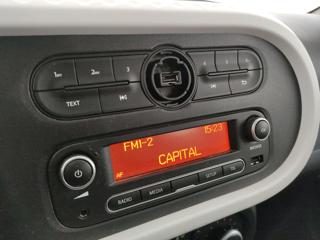 1 2 3 4 5 6
TEXT
FM1-2 15:23
CAPITAL
AF
RADIO MEDIA SETUP